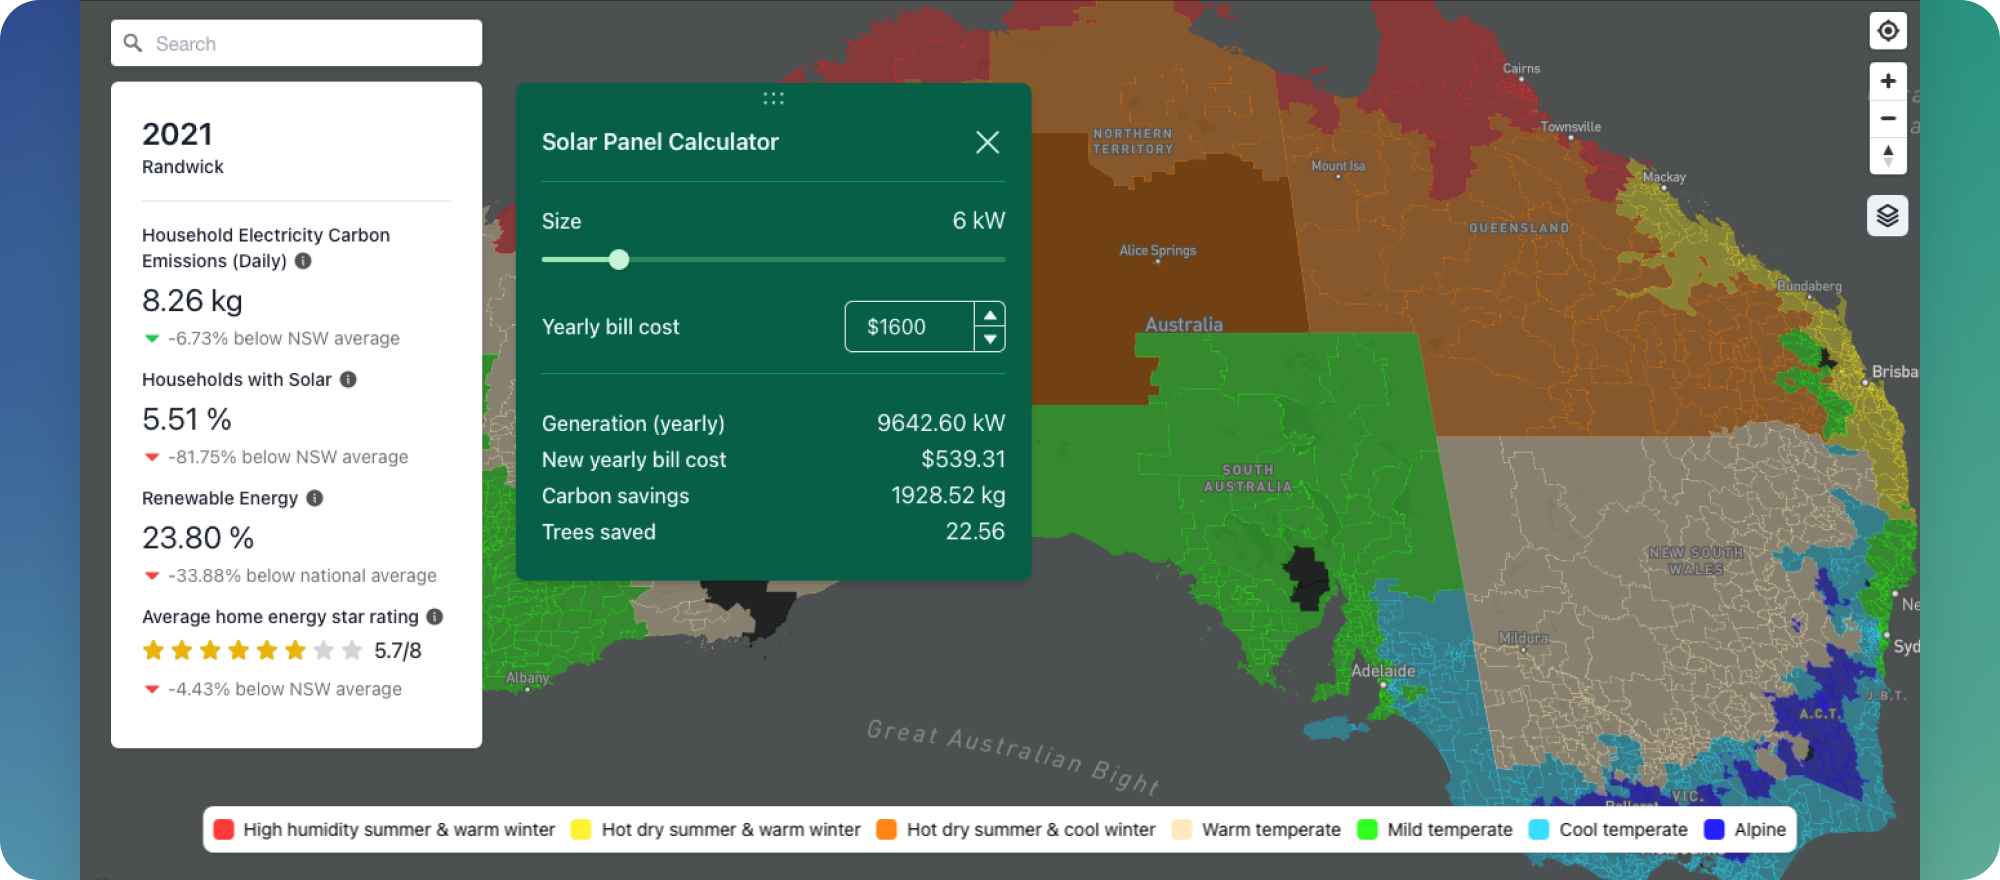 Search
2021
Randwick
Household Electricity Carbon
Emissions (Daily)
8.26 kg
-6.73% below NSW average
Households with Solar
5.51 %
-81.75% below NSW average
Renewable Energy
23.80 %
-33.88% below national average
Average home energy star rating
5.7/8
-4.43% below NSW average
Solar Panel Calculator
Size 6 kW
Yearly bill cost $1600
Generation (yearly) 9642.60 kW
New yearly bill cost $539.31
Carbon savings 1928.52 kg
Trees saved 22.56
Cairns
Townsville
NORTHERN
TERRITORY
Mount Isa
Mackay
QUEENSLAND
Alice Springs
Bundaberg
Australia
Brisba
SOUTH
AUSTRALIA
NEW SOUTH
WALES
Ne
Mildura
Syd
Adelaide
Albany
J.B.T.
A.C.T.
Great Australian Bight
VIC.
High humidity summer & warm winter
Hot dry summer & warm winter
Hot dry summer & cool winter
Warm temperate
Mild temperate
Cool temperate
Alpine